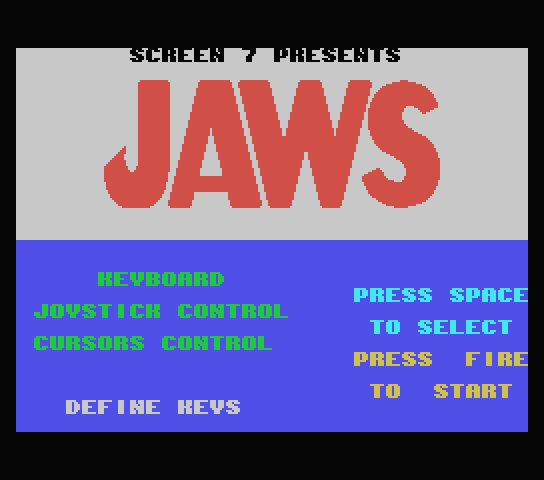 SCREEN 7 PRESENTS
JAWS
KEYBOARD
JOYSTICK CONTROL
CURSORS CONTROL
DEFINE KEYS
PRESS SPACE
TO SELECT
PRESS FIRE
TO START